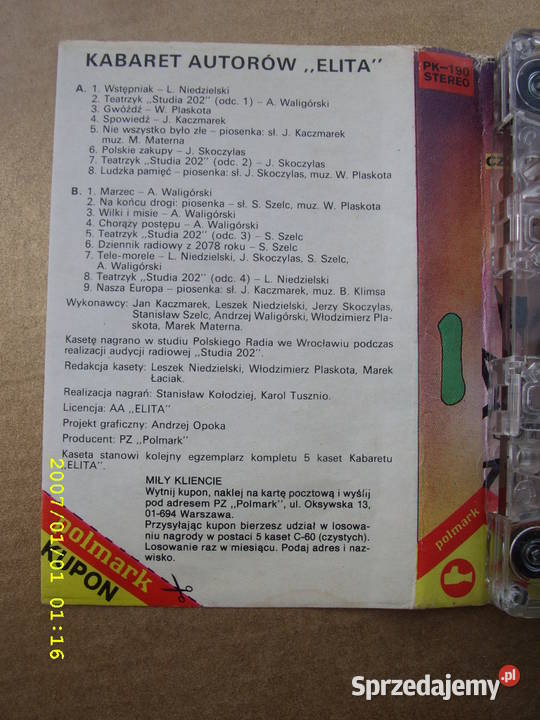 KABARET AUTORÓW „ELITA"
A. 1. Wstępniak – L. Niedzielski
2. Teatrzyk „Studia 202" (odc. 1) – A. Waligórski
3. Gwóźdź – W. Plaskota
4. Spowiedź – J. Kaczmarek
5. Nie wszystko było złe – piosenka: sł. J. Kaczmarek
muz. M. Materna
6. Polskie zakupy – J. Skoczylas
7. Teatrzyk „Studia 202" (odc. 2) – J. Skoczylas
8. Ludzka pamięć – piosenka: sł. J. Skoczylas, muz. W. Plaskota
B. 1. Marzec – A. Waligórski
2. Na końcu drogi: piosenka – sł. S. Szelc, muz. W. Plaskota
3. Wilki i misie – A. Waligórski
4. Chorąży postępu – A. Waligórski
5. Teatrzyk „Studia 202" (odc. 3) – S. Szelc
6. Dziennik radiowy z 2078 roku – S. Szelc
7. Tele-morele – L. Niedzielski, J. Skoczylas, S. Szelc,
A. Waligórski
8. Teatrzyk „Studia 202" (odc. 4) – L. Niedzielski
9. Nasza Europa – piosenka: sł. J. Kaczmarek, muz. B. Klimsa
Wykonawcy: Jan Kaczmarek, Leszek Niedzielski, Jerzy Skoczylas,
Stanisław Szelc, Andrzej Waligórski, Włodzimierz Pla-
skota, Marek Materna.
Kasetę nagrano w studiu Polskiego Radia we Wrocławiu podczas
realizacji audycji radiowej „Studia 202".
Redakcja kasety: Leszek Niedzielski, Włodzimierz Plaskota, Marek
Łaciak.
Realizacja nagrań: Stanisław Kołodziej, Karol Tusznio.
Licencja: AA „ELITA"
Projekt graficzny: Andrzej Opoka
Producent: PZ „Polmark"
Kaseta stanowi kolejny egzemplarz kompletu 5 kaset Kabaretu
„ELITA".
MIŁY KLIENCIE
Wytnij kupon, naklej na kartę pocztową i wyślij
pod adresem PZ „Polmark", ul. Oksywska 13,
01-694 Warszawa.
Przysyłając kupon bierzesz udział w losowa-
niu nagrody w postaci 5 kaset C-60 (czystych).
Losowanie raz w miesiącu. Podaj adres i naz-
wisko.
polmark
KUPON
PK-190
STEREO
polmark
2007/01/01 01:16
Sprzedajemy.pl